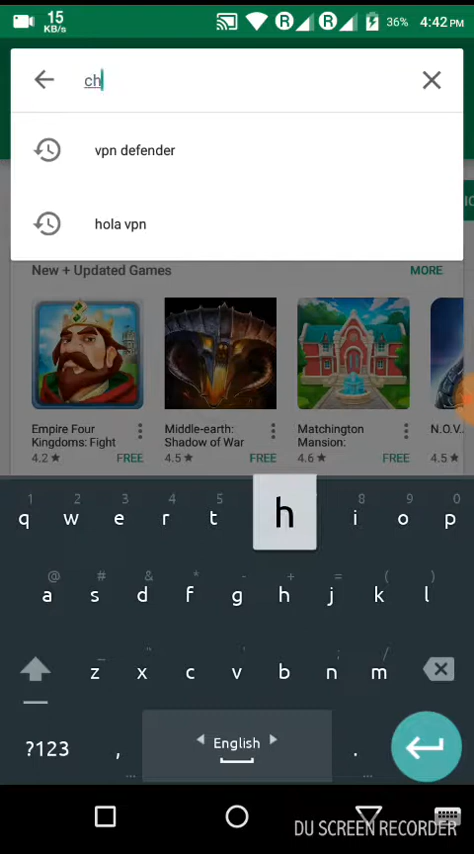 15
KB/s
R R 36% 4:42 PM
ch
vpn defender
hola vpn
New + Updated Games MORE
Empire Four Kingdoms: Fight
4.2 ★ FREE
Middle-earth: Shadow of War
4.5 ★ FREE
Matchington Mansion:
4.6 ★ FREE
N.O.V.
4.5 ★
1 2 3 4 5 8 9 0
q w e r t h i o p
@ # & * - + = ( )
a s d f g h j k l
_ " ' : ; /
z x c v b n m
?123 , English .
DU SCREEN RECORDER